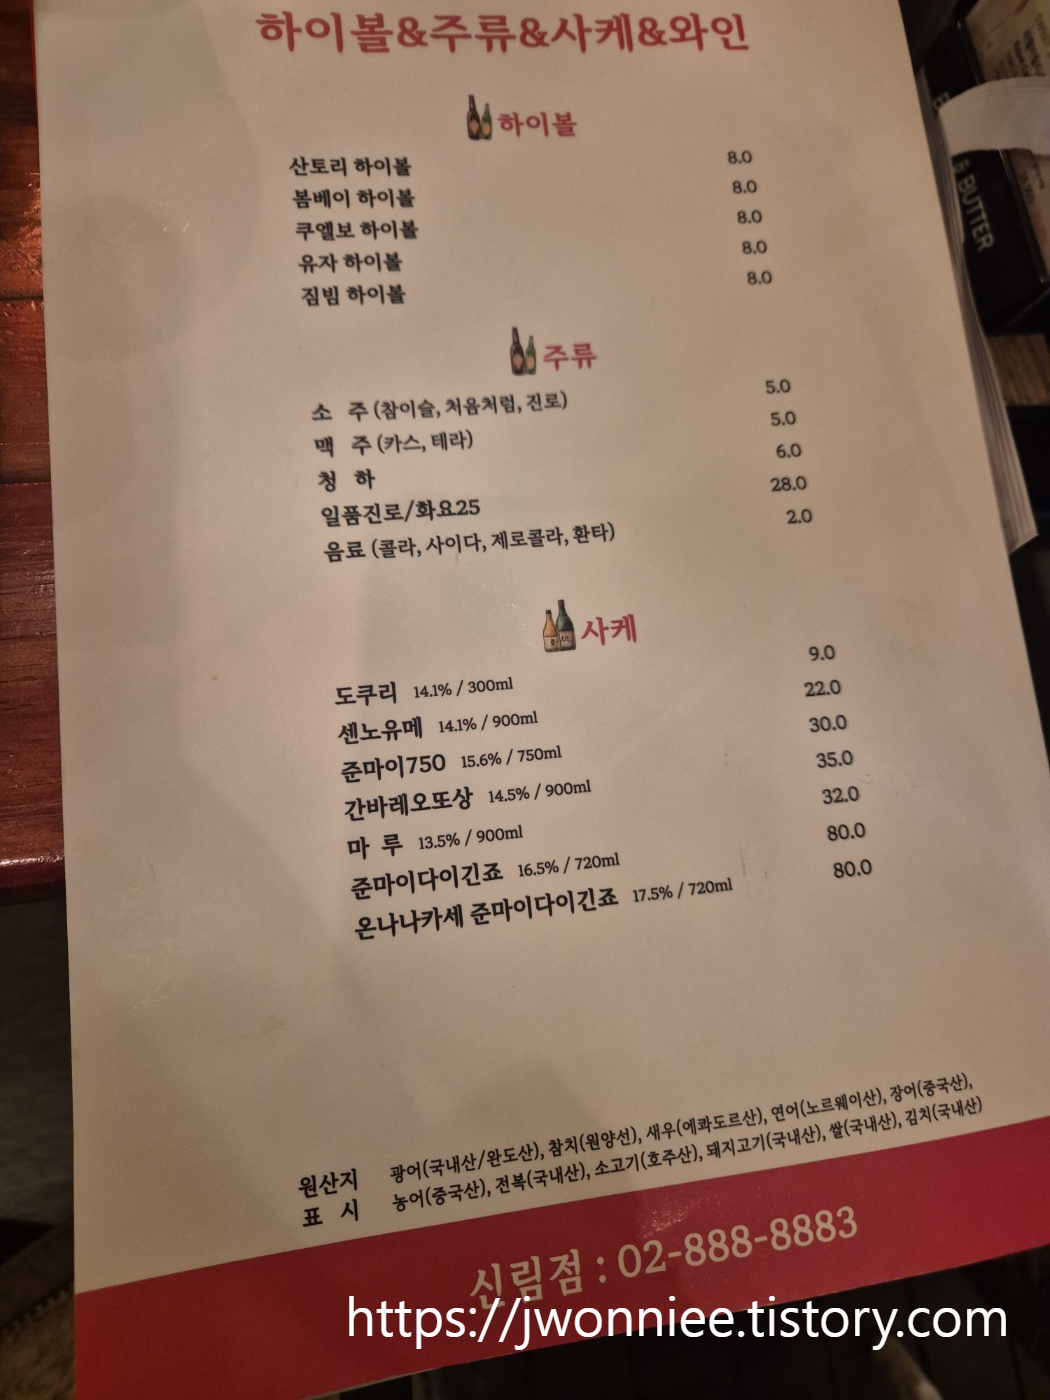 하이볼&주류&사케&와인
하이볼
산토리 하이볼 8.0
봄베이 하이볼 8.0
쿠엘보 하이볼 8.0
유자 하이볼 8.0
짐빔 하이볼 8.0
주류
소 주 (참이슬, 처음처럼, 진로) 5.0
맥 주 (카스, 테라) 5.0
청 하 6.0
일품진로/화요25 28.0
음료 (콜라, 사이다, 제로콜라, 환타) 2.0
사케
도쿠리 14.1% / 300ml 9.0
센노유메 14.1% / 900ml 22.0
준마이750 15.6% / 750ml 30.0
간바레오또상 14.5% / 900ml 35.0
마 루 13.5% / 900ml 32.0
준마이다이긴죠 16.5% / 720ml 80.0
온나나카세 준마이다이긴죠 17.5% / 720ml 80.0
원산지 광어(국내산/완도산), 참치(원양선), 새우(에콰도르산), 연어(노르웨이산), 장어(중국산),
표 시 농어(중국산), 전복(국내산), 소고기(호주산), 돼지고기(국내산), 쌀(국내산), 김치(국내산)
신림점 : 02-888-8883
https://jwonniee.tistory.com
BUTTER